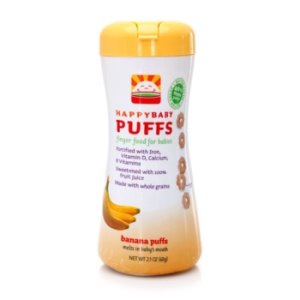 HAPPYBABY
PUFFS
finger food for babies
Fortified with Iron,
Vitamin D, Calcium,
B Vitamins
Sweetened with 100%
fruit juice
Made with whole grains
banana puffs
melts in baby's mouth
NET WT 2.1 OZ (60g)